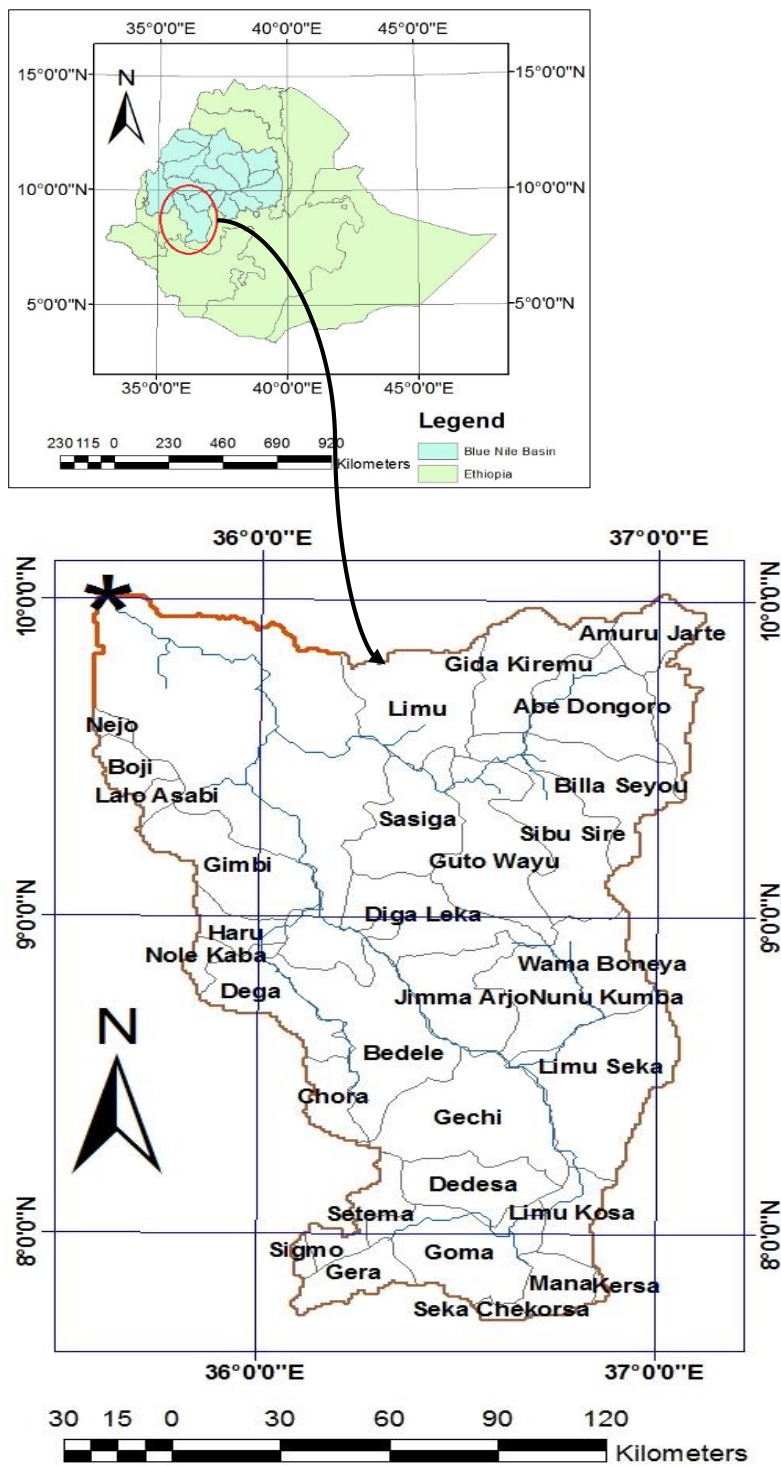 35°0'0"E 40°0'0"E 45°0'0"E
15°0'0"N 15°0'0"N
N
10°0'0"N 10°0'0"N
5°0'0"N 5°0'0"N
35°0'0"E 40°0'0"E 45°0'0"E
Legend
230 115 0 230 460 690 920
Kilometers
Blue Nile Basin
Ethiopia
36°0'0"E 37°0'0"E
10°0'0"N 10°0'0"N
Amuru Jarte
Gida Kiremu
Limu
Abe Dongoro
Nejo
Boji
Lalo Asabi
Billa Seyou
Sasiga
Sibu Sire
Gimbi
Guto Wayu
9°0'0"N 9°0'0"N
Diga Leka
Haru
Nole Kaba
Wama Boneya
Dega
Jimma Arjo Nunu Kumba
N
Bedele
Limu Seka
Chora
Gechi
Dedesa
Setema
Limu Kosa
8°0'0"N 8°0'0"N
Sigmo
Goma
Gera
Mana Kersa
Seka Chekorsa
36°0'0"E 37°0'0"E
30 15 0 30 60 90 120
Kilometers